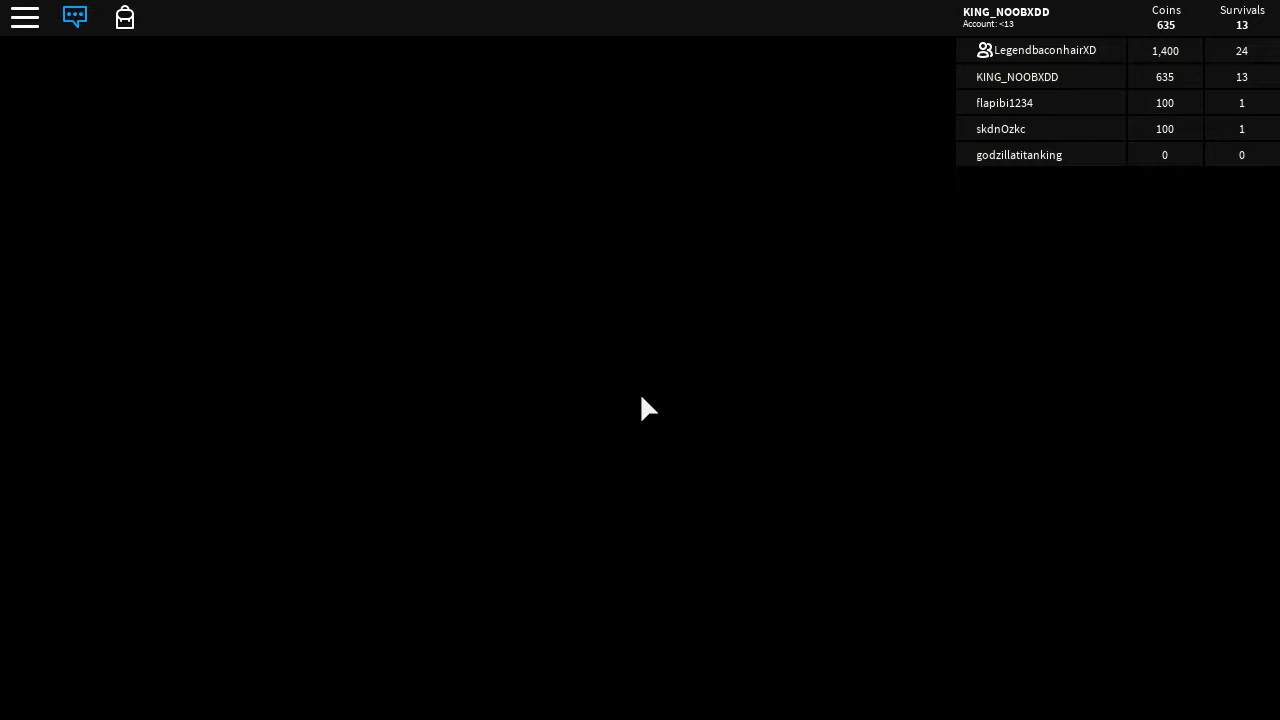 KING_NOOBXDD Coins Survivals
Account: <13 635 13
LegendbaconhairXD 1,400 24
KING_NOOBXDD 635 13
flapibi1234 100 1
skdnOzkc 100 1
godzillatitanking 0 0